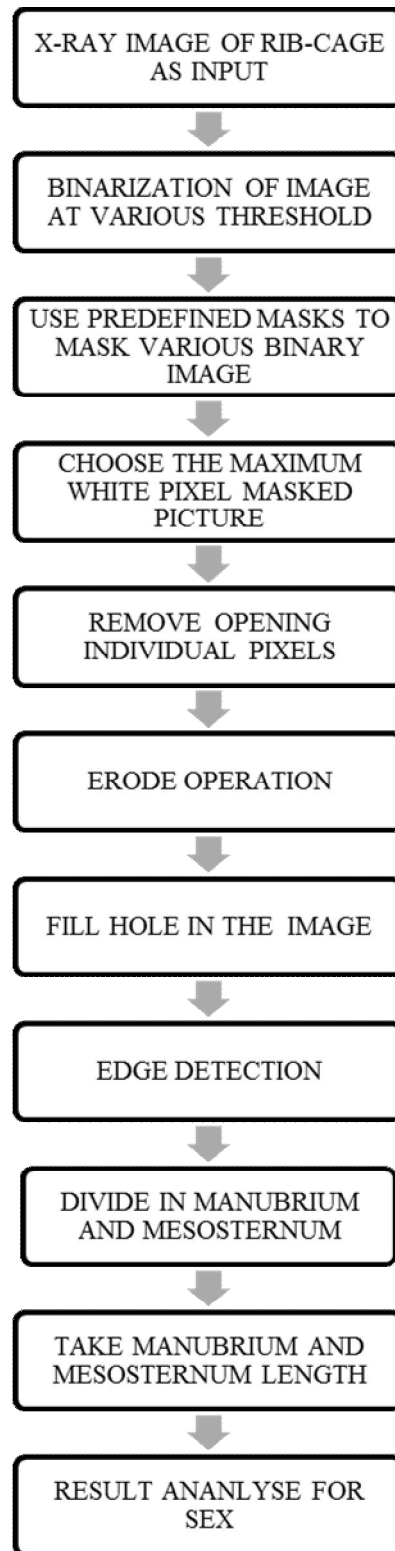 X-RAY IMAGE OF RIB-CAGE
AS INPUT
BINARIZATION OF IMAGE
AT VARIOUS THRESHOLD
USE PREDEFINED MASKS TO
MASK VARIOUS BINARY
IMAGE
CHOOSE THE MAXIMUM
WHITE PIXEL MASKED
PICTURE
REMOVE OPENING
INDIVIDUAL PIXELS
ERODE OPERATION
FILL HOLE IN THE IMAGE
EDGE DETECTION
DIVIDE IN MANUBRIUM
AND MESOSTERNUM
TAKE MANUBRIUM AND
MESOSTERNUM LENGTH
RESULT ANANLYSE FOR
SEX